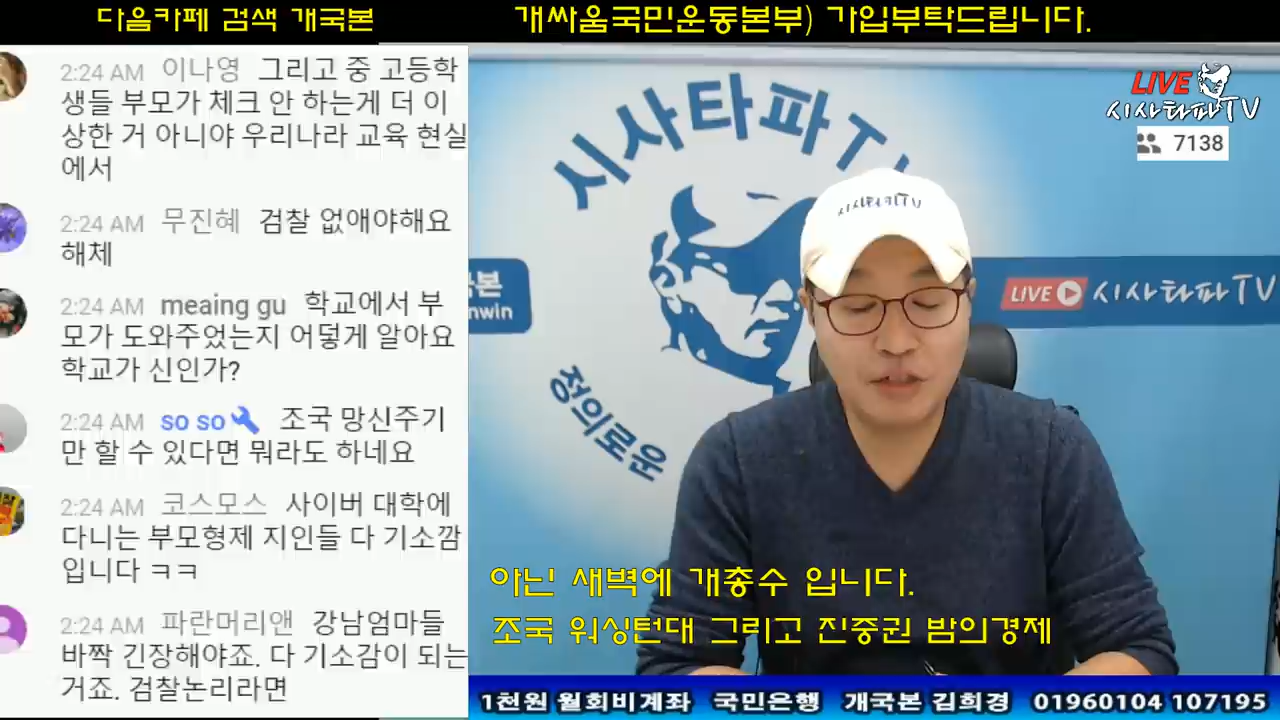 다음카페 검색 개국본
개싸움국민운동본부) 가입부탁드립니다.
2:24 AM 이나영 그리고 중 고등학
생들 부모가 체크 안 하는게 더 이
상한 거 아니야 우리나라 교육 현실
에서
2:24 AM 무진혜 검찰 없애야해요
해체
2:24 AM meaing gu 학교에서 부
모가 도와주었는지 어떻게 알아요
학교가 신인가?
2:24 AM so so 조국 망신주기
만 할 수 있다면 뭐라도 하네요
2:24 AM 코스모스 사이버 대학에
다니는 부모형제 지인들 다 기소깜
입니다 ㅋㅋ
2:24 AM 파란머리앤 강남엄마들
바짝 긴장해야죠. 다 기소감이 되는
거죠. 검찰논리라면
LIVE
시사타파TV
7138
시사타파TV
시사타파TV
국본
nwin
LIVE 시사타파TV
정의로운
아닌 새벽에 개총수 입니다.
조국 워싱턴대 그리고 진중권 밤의경제
1천원 월회비계좌 국민은행 개국본 김희경 01960104 107195